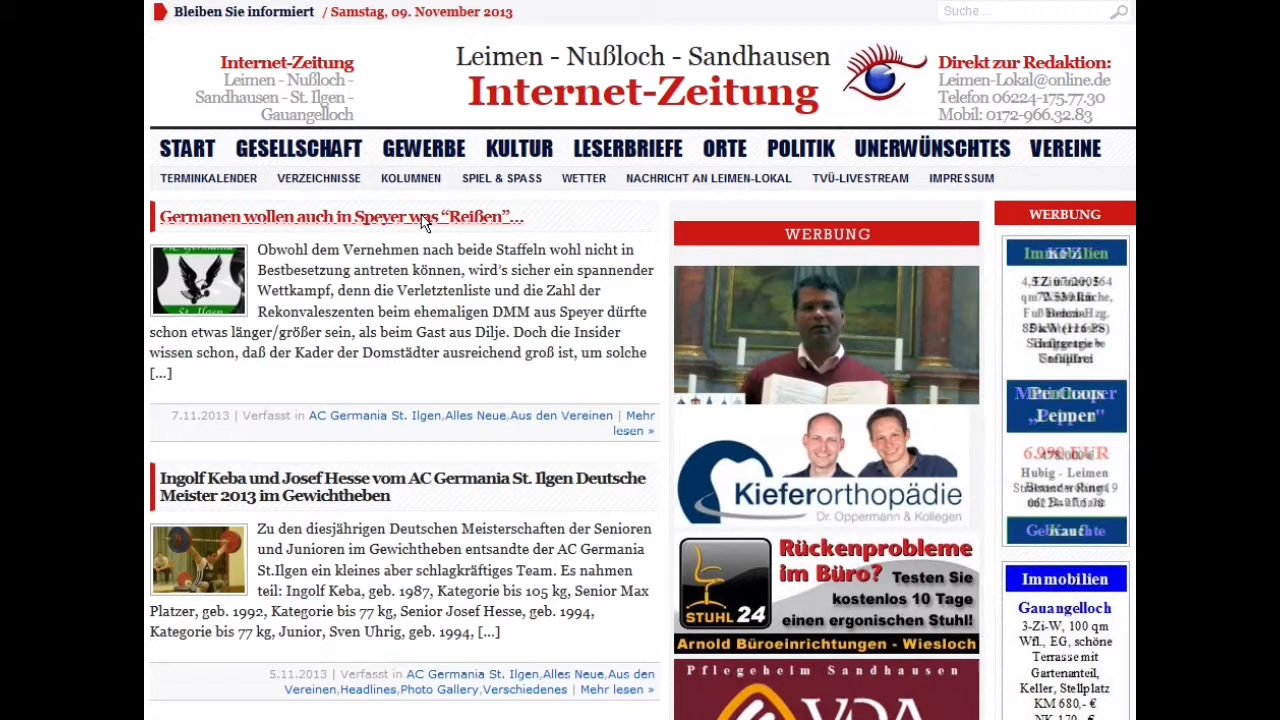 Bleiben Sie informiert / Samstag, 09. November 2013
Suche ...
Internet-Zeitung
Leimen - Nußloch -
Sandhausen - St. Ilgen -
Gauangelloch
Leimen - Nußloch - Sandhausen
Internet-Zeitung
Direkt zur Redaktion:
Leimen-Lokal@online.de
Telefon 06224-175.77.30
Mobil: 0172-966.32.83
START GESELLSCHAFT GEWERBE KULTUR LESERBRIEFE ORTE POLITIK UNERWÜNSCHTES VEREINE
TERMINKALENDER VERZEICHNISSE KOLUMNEN SPIEL & SPASS WETTER NACHRICHT AN LEIMEN-LOKAL TVÜ-LIVESTREAM IMPRESSUM
Germanen wollen auch in Speyer was “Reißen”…
Obwohl dem Vernehmen nach beide Staffeln wohl nicht in
Bestbesetzung antreten können, wird’s sicher ein spannender
Wettkampf, denn die Verletztenliste und die Zahl der
Rekonvaleszenten beim ehemaligen DMM aus Speyer dürfte
schon etwas länger/größer sein, als beim Gast aus Dilje. Doch die Insider
wissen schon, daß der Kader der Domstädter ausreichend groß ist, um solche
[...]
St. Ilgen
7.11.2013 | Verfasst in AC Germania St. Ilgen,Alles Neue,Aus den Vereinen | Mehr
lesen »
Ingolf Keba und Josef Hesse vom AC Germania St. Ilgen Deutsche
Meister 2013 im Gewichtheben
Zu den diesjährigen Deutschen Meisterschaften der Senioren
und Junioren im Gewichtheben entsandte der AC Germania
St.Ilgen ein kleines aber schlagkräftiges Team. Es nahmen
teil: Ingolf Keba, geb. 1987, Kategorie bis 105 kg, Senior Max
Platzer, geb. 1992, Kategorie bis 77 kg, Senior Josef Hesse, geb. 1994,
Kategorie bis 77 kg, Junior, Sven Uhrig, geb. 1994, [...]
5.11.2013 | Verfasst in AC Germania St. Ilgen,Alles Neue,Aus den
Vereinen,Headlines,Photo Gallery,Verschiedenes | Mehr lesen »
WERBUNG
Kieferorthopädie
Dr. Oppermann & Kollegen
Rückenprobleme
im Büro? Testen Sie
kostenlos 10 Tage
einen ergonischen Stuhl!
STUHL 24
Arnold Büroeinrichtungen - Wiesloch
Pflegeheim Sandhausen
WERBUNG
Immobilien
Gauangelloch
3-Zi-W, 100 qm
Wfl., EG, schöne
Terrasse mit
Gartenanteil,
Keller, Stellplatz
KM 680,- €
NK 170,- €